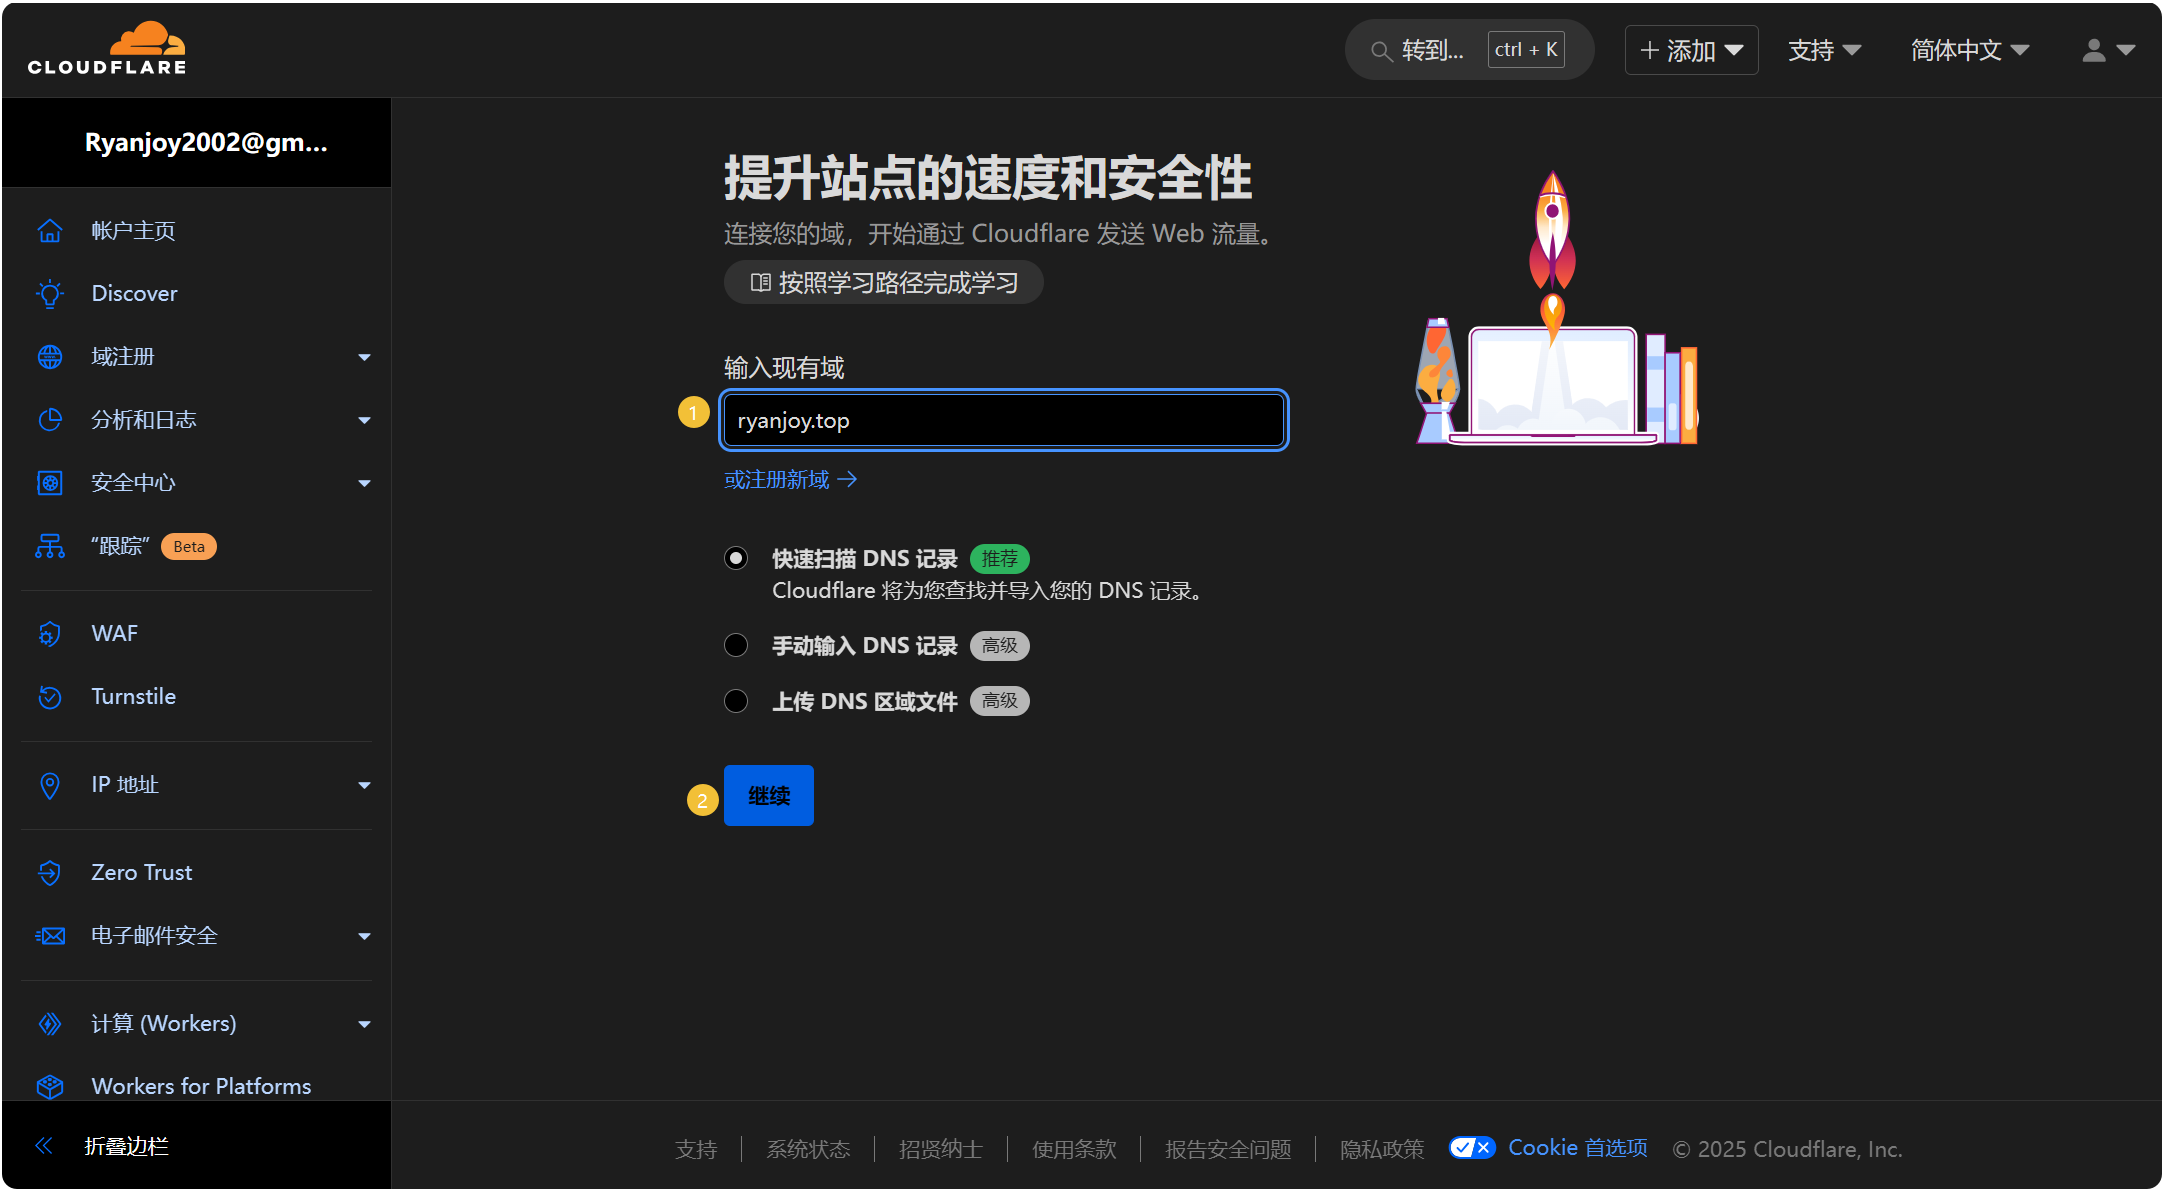 CLOUDFLARE
转到... ctrl + K
添加
支持
简体中文
Ryanjoy2002@gm...
帐户主页
Discover
域注册
分析和日志
安全中心
“跟踪” Beta
WAF
Turnstile
IP 地址
Zero Trust
电子邮件安全
计算 (Workers)
Workers for Platforms
折叠边栏
提升站点的速度和安全性
连接您的域，开始通过 Cloudflare 发送 Web 流量。
按照学习路径完成学习
输入现有域
1 ryanjoy.top
或注册新域
快速扫描 DNS 记录 推荐
Cloudflare 将为您查找并导入您的 DNS 记录。
手动输入 DNS 记录 高级
上传 DNS 区域文件 高级
2 继续
支持 系统状态 招贤纳士 使用条款 报告安全问题 隐私政策 Cookie 首选项 © 2025 Cloudflare, Inc.